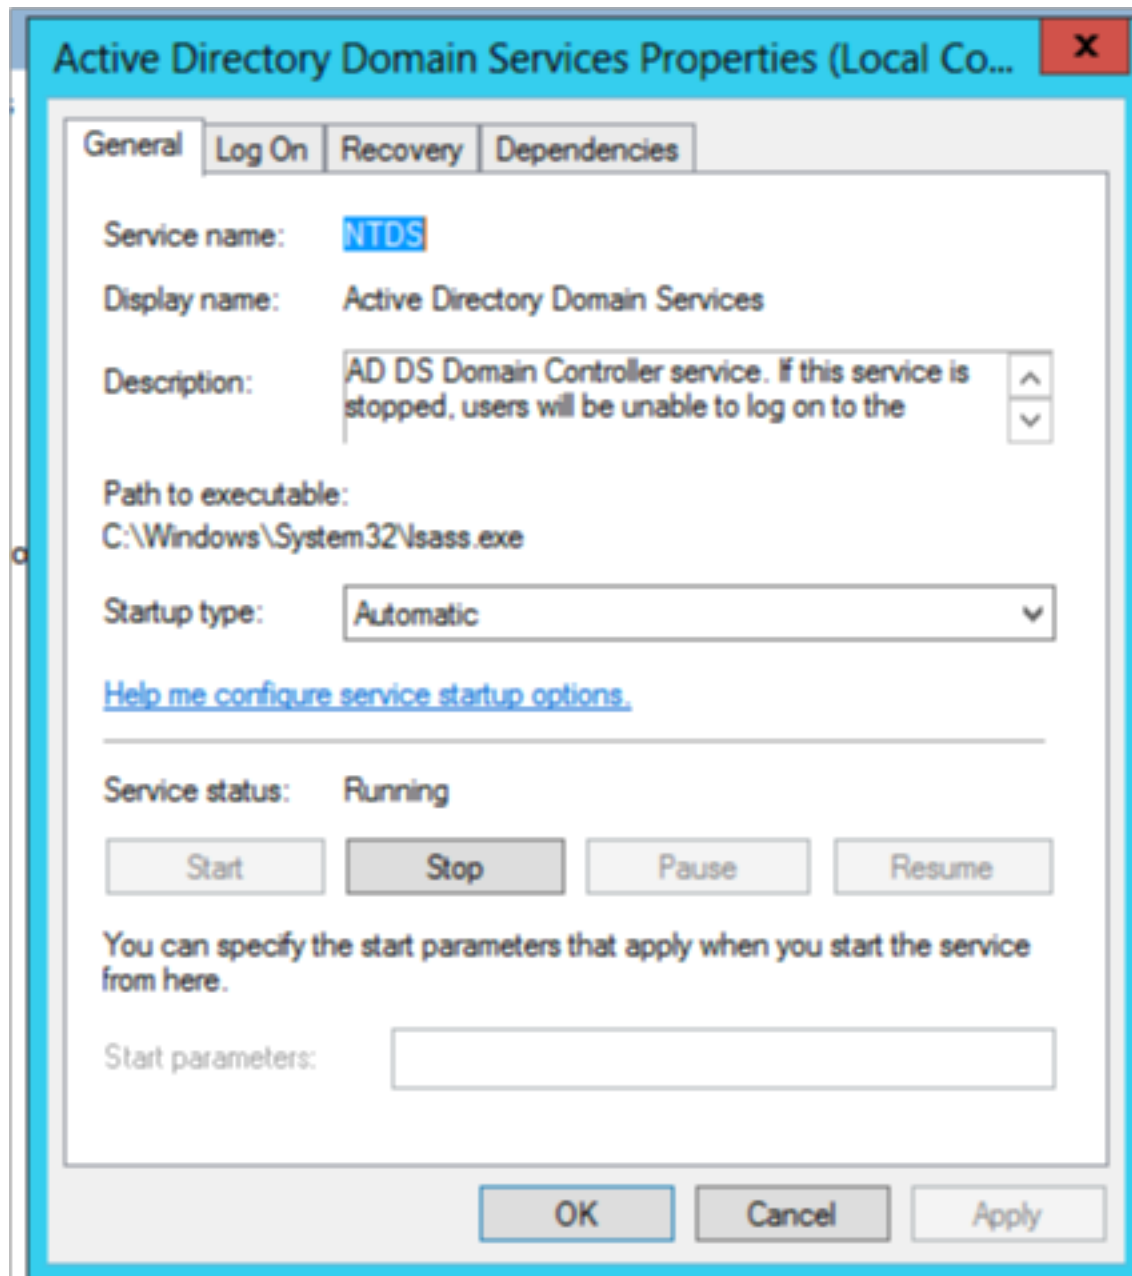 Active Directory Domain Services Properties (Local Co...
x
General
Log On
Recovery
Dependencies
Service name: NTDS
Display name: Active Directory Domain Services
Description: AD DS Domain Controller service. If this service is
stopped, users will be unable to log on to the
Path to executable:
C:\Windows\System32\lsass.exe
Startup type: Automatic
Help me configure service startup options.
Service status: Running
Start
Stop
Pause
Resume
You can specify the start parameters that apply when you start the service
from here.
Start parameters:
OK
Cancel
Apply